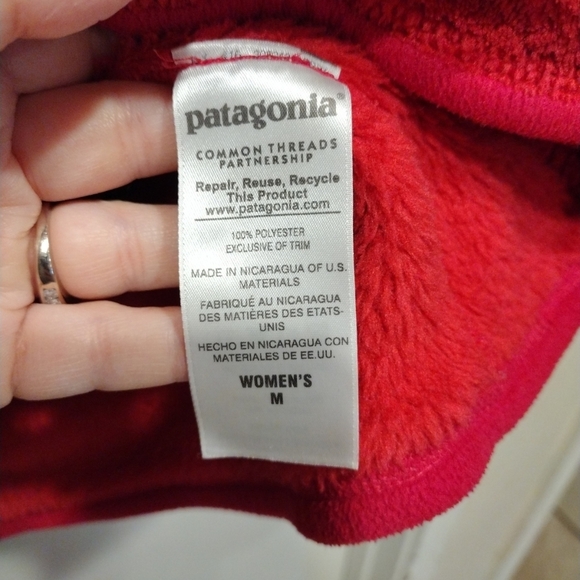 patagonia®
COMMON THREADS
PARTNERSHIP
Repair, Reuse, Recycle
This Product
www.patagonia.com
100% POLYESTER
EXCLUSIVE OF TRIM
MADE IN NICARAGUA OF U.S.
MATERIALS
FABRIQUÉ AU NICARAGUA
DES MATIÈRES DES ETATS-
UNIS
HECHO EN NICARAGUA CON
MATERIALES DE EE.UU.
WOMEN'S
M